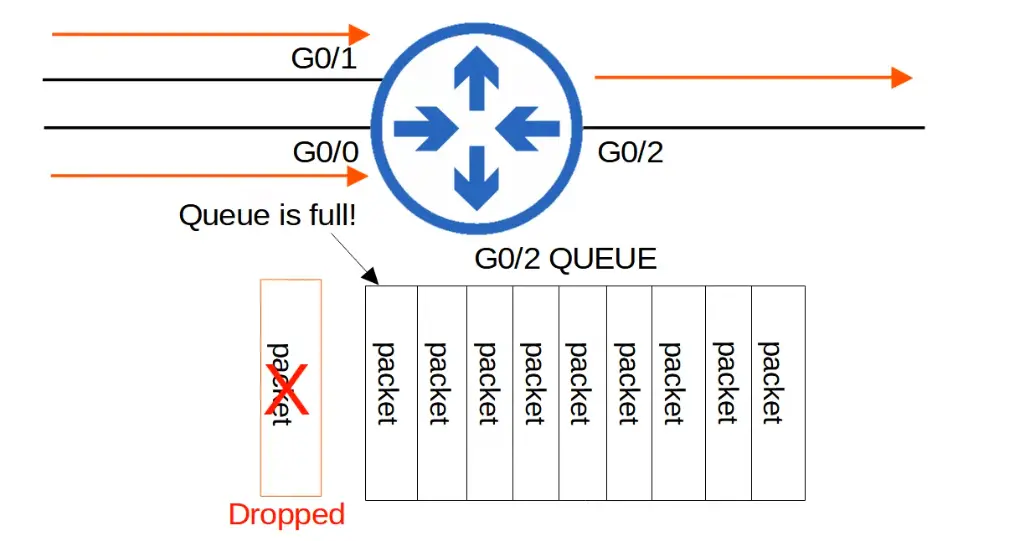 G0/1
G0/0
G0/2
Queue is full!
G0/2 QUEUE
packet
packet
packet
packet
packet
packet
packet
packet
packet
packet
X
Dropped